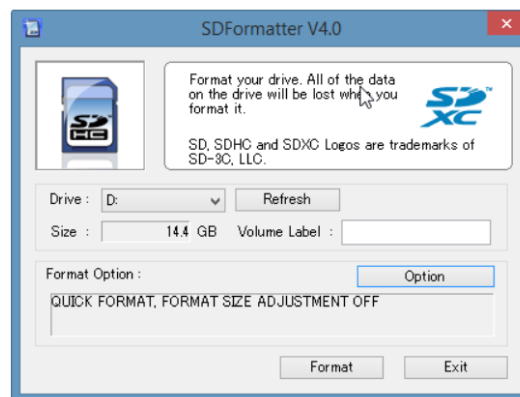 SDFormatter V4.0
Format your drive. All of the data
on the drive will be lost when you
format it.
SD, SDHC and SDXC Logos are trademarks of
SD-3C, LLC.
SD
HC
SD
XC
™
Drive : D: Refresh
Size : 14.4 GB Volume Label :
Format Option :
Option
QUICK FORMAT, FORMAT SIZE ADJUSTMENT OFF
Format Exit